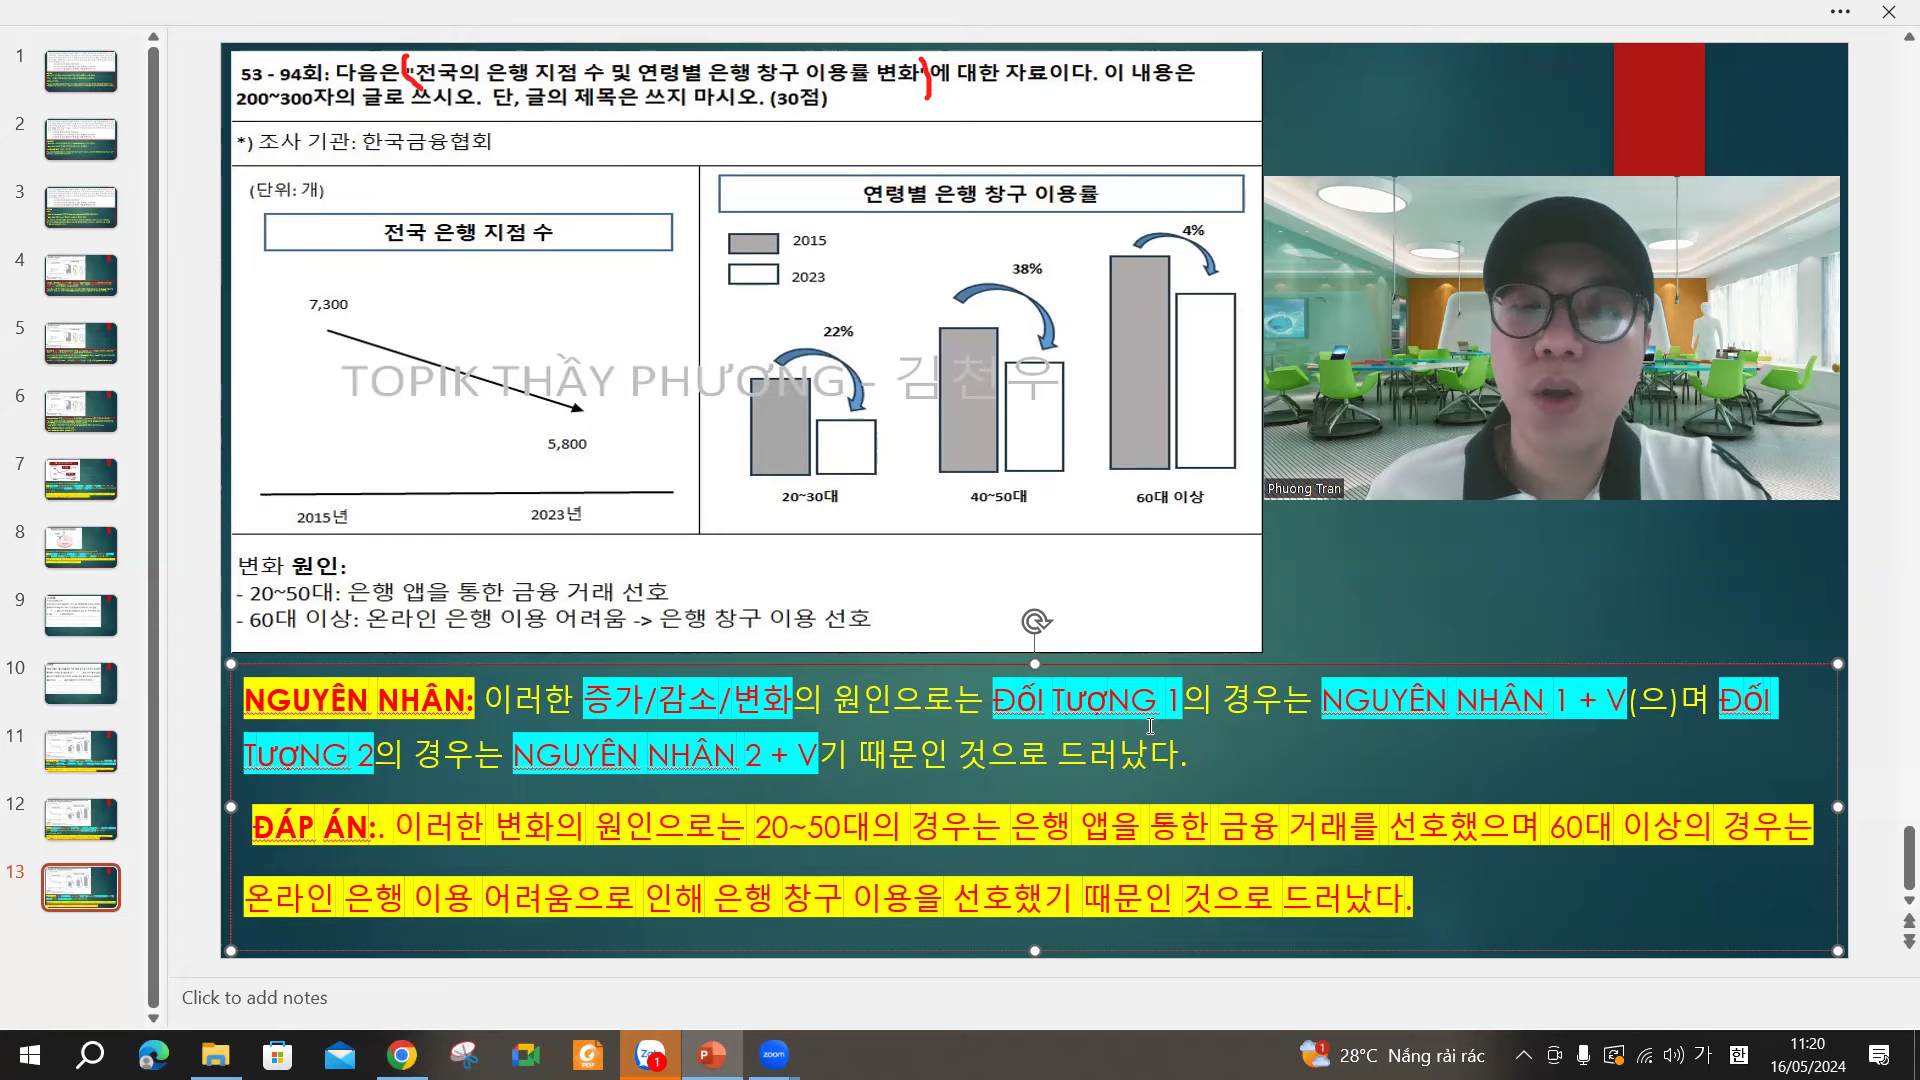 53 - 94회: 다음은 "전국의 은행 지점 수 및 연령별 은행 창구 이용률 변화"에 대한 자료이다. 이 내용은
200~300자의 글로 쓰시오. 단, 글의 제목은 쓰지 마시오. (30점)
*) 조사 기관: 한국금융협회
(단위: 개)
전국 은행 지점 수
7,300
5,800
2015년
2023년
연령별 은행 창구 이용률
2015
2023
22%
38%
4%
20~30대
40~50대
60대 이상
TOPIK THẦY PHƯƠNG - 김천우
변화 원인:
- 20~50대: 은행 앱을 통한 금융 거래 선호
- 60대 이상: 온라인 은행 이용 어려움 -> 은행 창구 이용 선호
Phuong Tran
NGUYÊN NHÂN: 이러한 증가/감소/변화의 원인으로는 ĐỐI TượNG 1의 경우는 NGUYÊN NHÂN 1 + V(으)며 ĐỐI
TượNG 2의 경우는 NGUYÊN NHÂN 2 + V기 때문인 것으로 드러났다.
ĐÁP ÁN:. 이러한 변화의 원인으로는 20~50대의 경우는 은행 앱을 통한 금융 거래를 선호했으며 60대 이상의 경우는
온라인 은행 이용 어려움으로 인해 은행 창구 이용을 선호했기 때문인 것으로 드러났다.
1
2
3
4
5
6
7
8
9
10
11
12
13
Click to add notes
zoom
28°C Nắng rải rác
가
한
11:20
16/05/2024